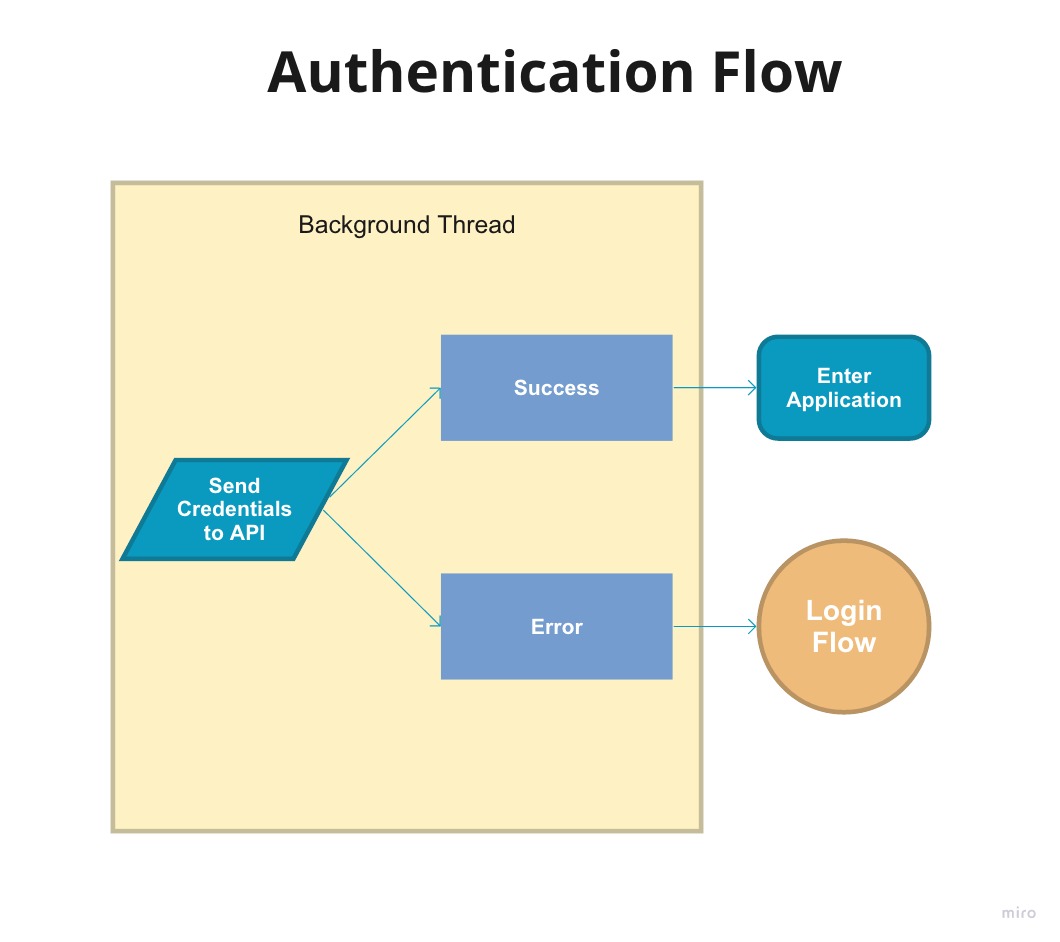 Authentication Flow
Background Thread
Success
Enter
Application
Send
Credentials
to API
Error
Login
Flow
miro